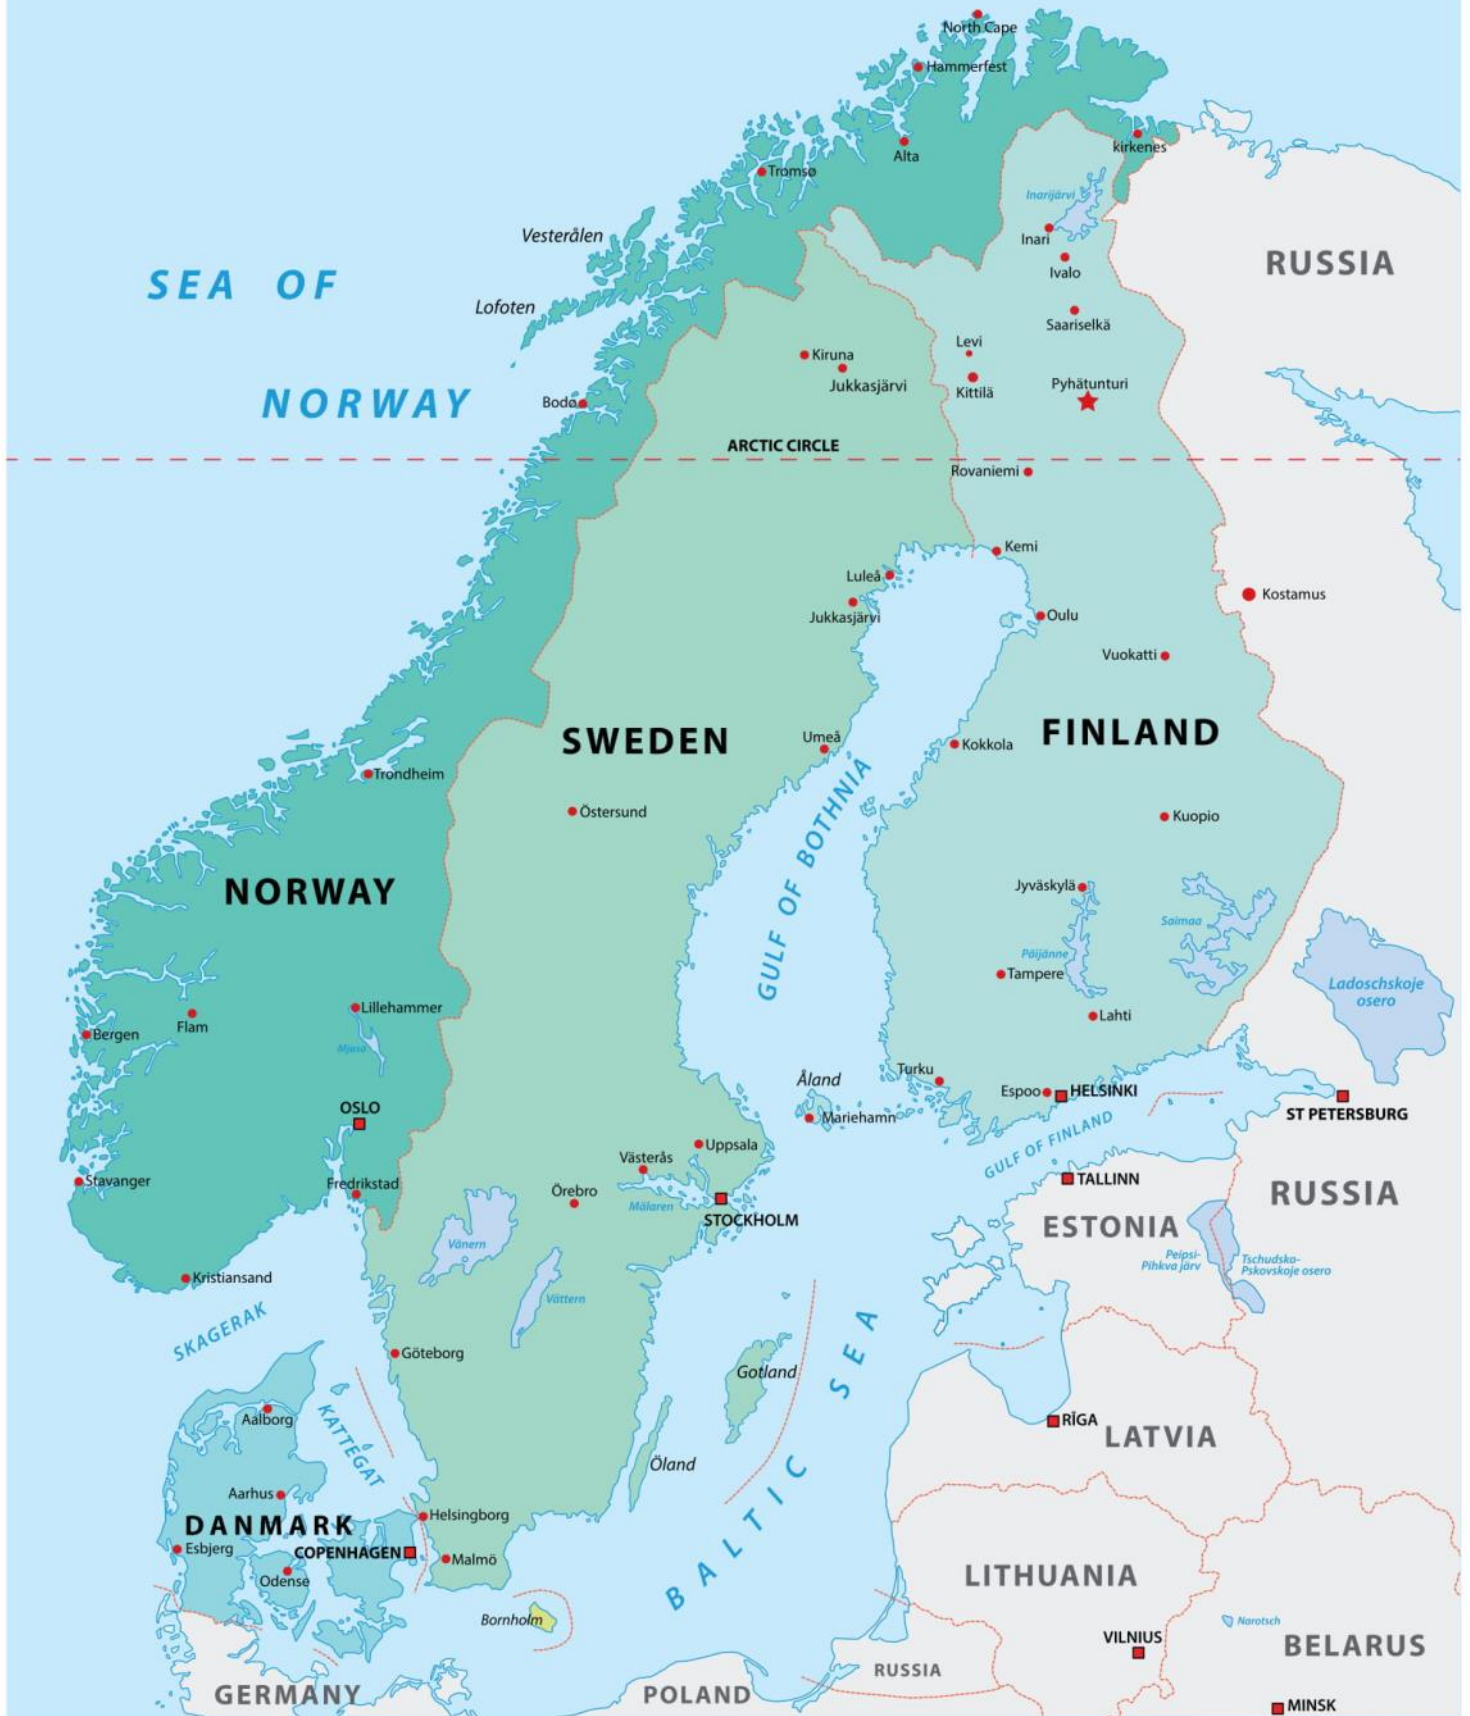 North Cape
Hammerfest
kirkenes
Alta
Tromsø
Inarijärvi
Vesterålen
Inari
RUSSIA
Ivalo
SEA OF
Lofoten
Saariselkä
Levi
Kiruna
Jukkasjärvi
Kittilä
Pyhätunturi
NORWAY
Bodø
ARCTIC CIRCLE
Rovaniemi
Kemi
Luleå
Kostamus
Jukkasjärvi
Oulu
Vuokatti
SWEDEN
FINLAND
Umeå
Kokkola
Trondheim
Östersund
Kuopio
GULF OF BOTHNIA
NORWAY
Jyväskylä
Saimaa
Päijänne
Tampere
Ladoschskoje
osero
Lillehammer
Lahti
Flam
Bergen
Mjøsa
Turku
Åland
Espoo
HELSINKI
OSLO
Mariehamn
ST PETERSBURG
GULF OF FINLAND
Uppsala
Västerås
Stavanger
Fredrikstad
Örebro
TALLINN
RUSSIA
Mälaren
STOCKHOLM
ESTONIA
Vänern
Peipsi-
Pihkva järv
Tschudsko-
Pskovskoje osero
Kristiansand
Vättern
SKAGERAK
Göteborg
Gotland
BALTIC SEA
Aalborg
KATTEGAT
RĪGA
LATVIA
Öland
Aarhus
Helsingborg
DANMARK
Esbjerg
COPENHAGEN
Malmö
Odense
LITHUANIA
Bornholm
Narotsch
VILNIUS
BELARUS
RUSSIA
GERMANY
POLAND
MINSK